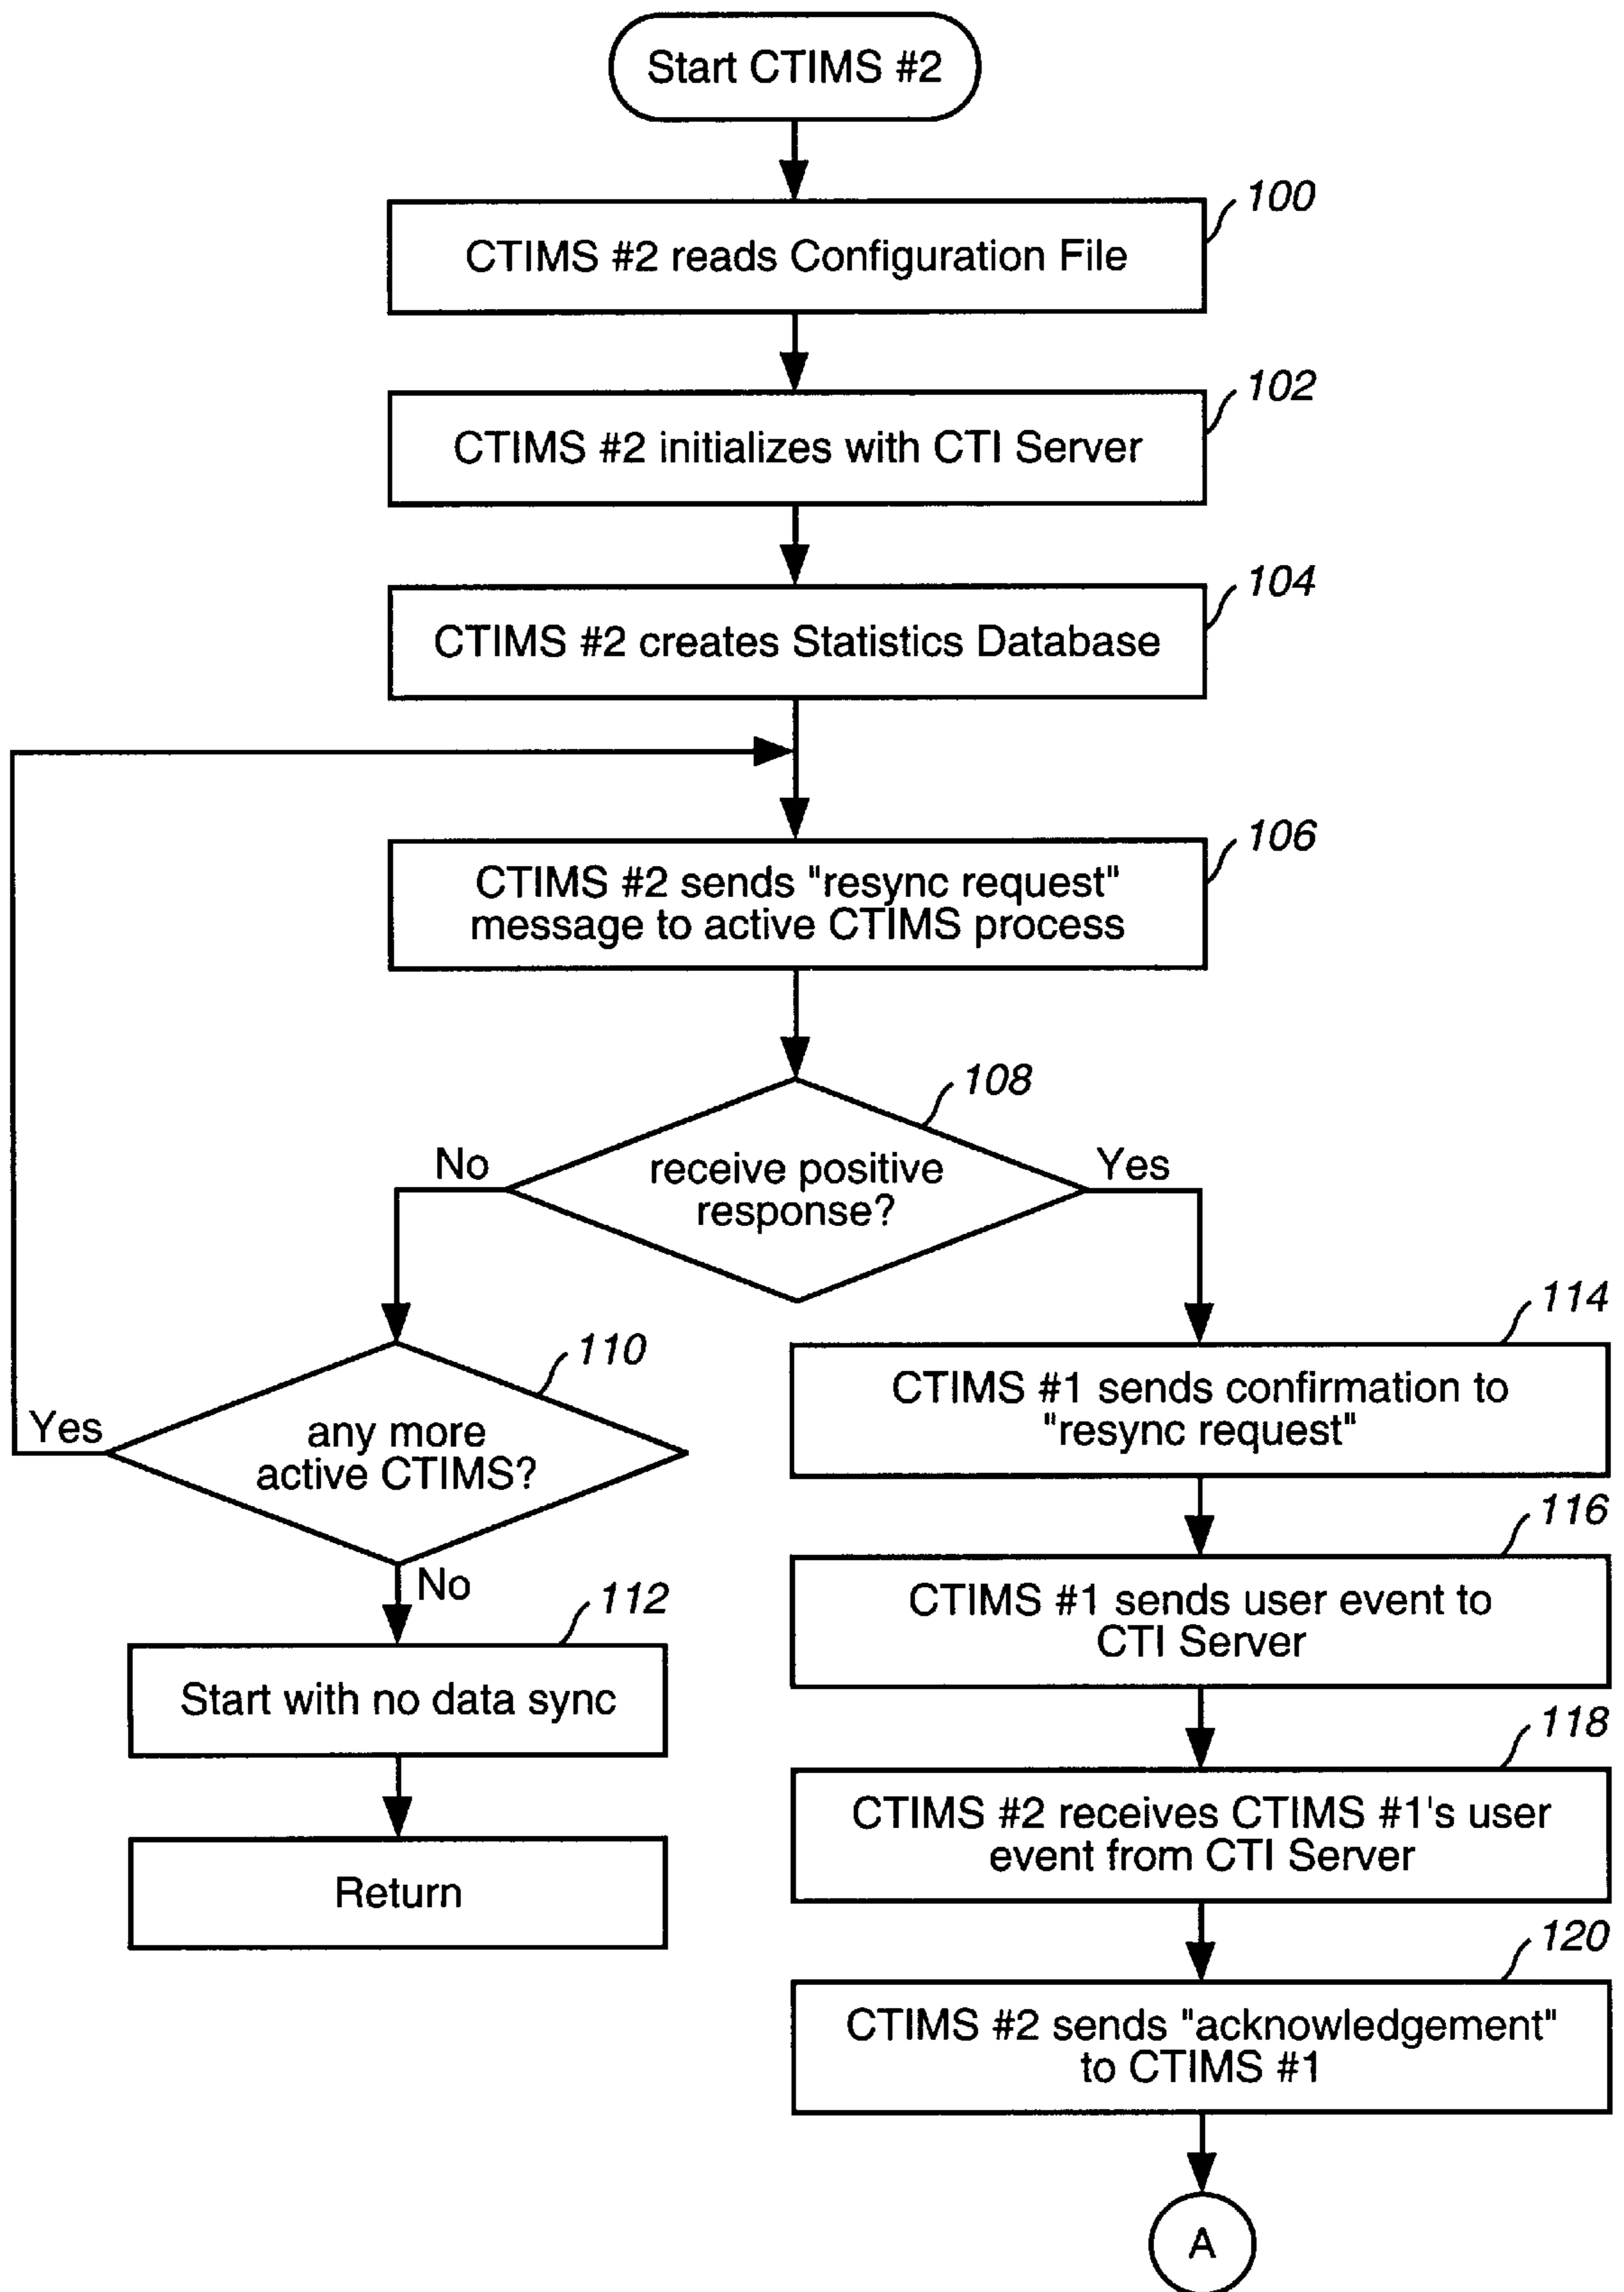 Start CTIMS #2
100
CTIMS #2 reads Configuration File
102
CTIMS #2 initializes with CTI Server
104
CTIMS #2 creates Statistics Database
106
CTIMS #2 sends "resync request"
message to active CTIMS process
108
No
receive positive
response?
Yes
110
Yes
any more
active CTIMS?
No
112
Start with no data sync
Return
114
CTIMS #1 sends confirmation to
"resync request"
116
CTIMS #1 sends user event to
CTI Server
118
CTIMS #2 receives CTIMS #1's user
event from CTI Server
120
CTIMS #2 sends "acknowledgement"
to CTIMS #1
A